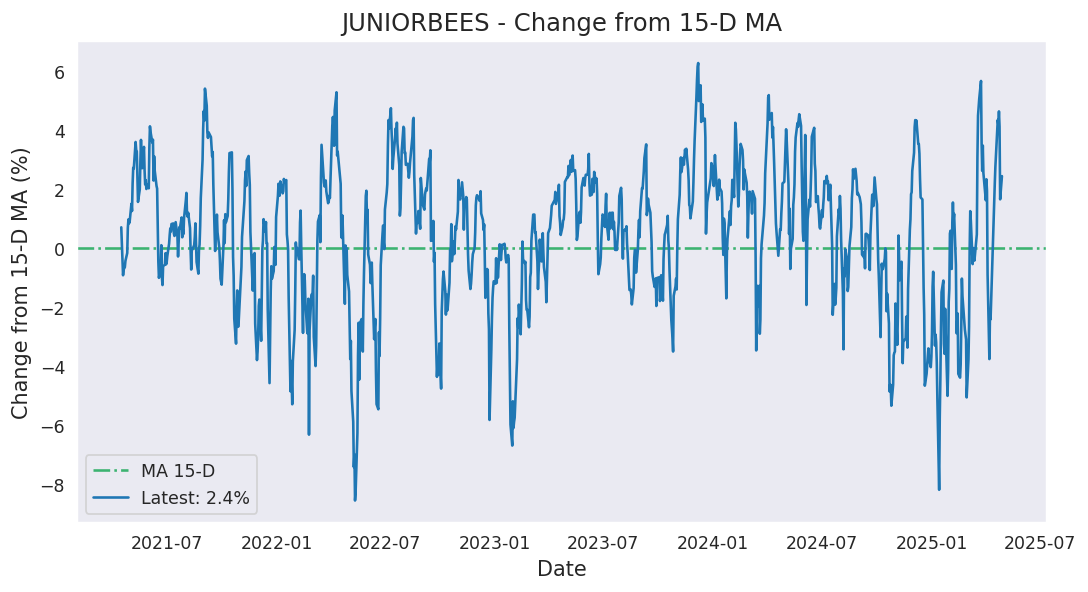 JUNIORBEES - Change from 15-D MA
Change from 15-D MA (%)
6
4
2
0
−2
−4
−6
−8
MA 15-D
Latest: 2.4%
2021-07 2022-01 2022-07 2023-01 2023-07 2024-01 2024-07 2025-01 2025-07
Date